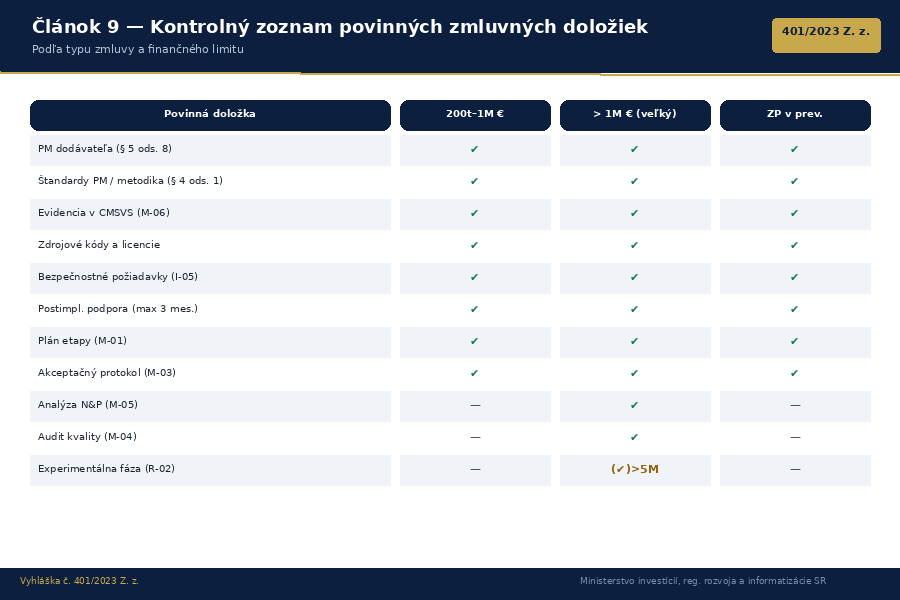 Článok 9 — Kontrolný zoznam povinných zmluvných doložiek
Podľa typu zmluvy a finančného limitu
401/2023 Z. z.
Povinná doložka 200t–1M € > 1M € (veľký) ZP v prev.
PM dodávateľa (§ 5 ods. 8) ✔ ✔ ✔
Štandardy PM / metodika (§ 4 ods. 1) ✔ ✔ ✔
Evidencia v CMSVS (M-06) ✔ ✔ ✔
Zdrojové kódy a licencie ✔ ✔ ✔
Bezpečnostné požiadavky (I-05) ✔ ✔ ✔
Postimpl. podpora (max 3 mes.) ✔ ✔ ✔
Plán etapy (M-01) ✔ ✔ ✔
Akceptačný protokol (M-03) ✔ ✔ ✔
Analýza N&P (M-05) — ✔ —
Audit kvality (M-04) — ✔ —
Experimentálna fáza (R-02) — (✔)>5M —
Vyhláška č. 401/2023 Z. z.
Ministerstvo investícií, reg. rozvoja a informatizácie SR